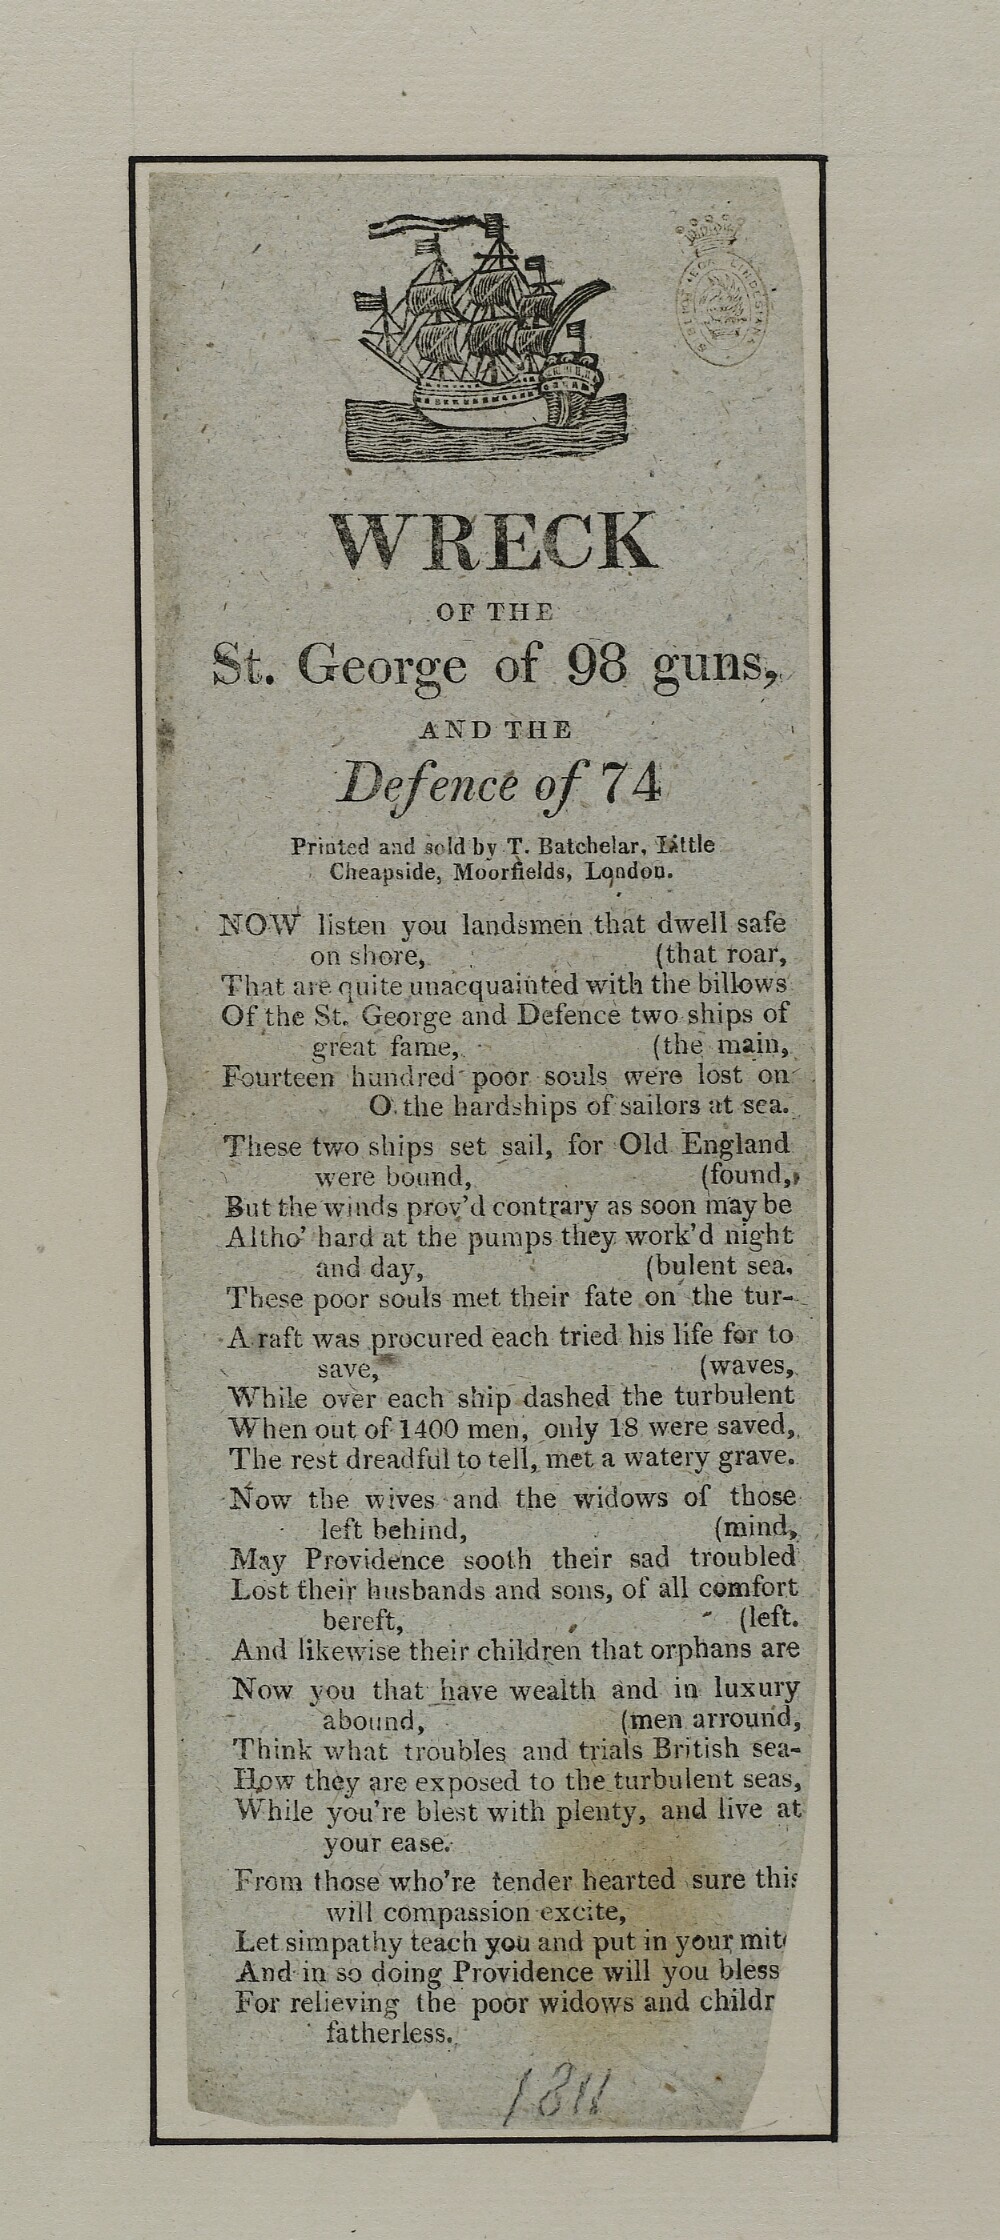 WRECK
OF THE
St. George of 98 guns,
AND THE
Defence of 74
Printed and sold by T. Batchelar, Little
Cheapside, Moorfields, London.
NOW listen you landsmen that dwell safe
on shore, (that roar,
That are quite unacquainted with the billows
Of the St. George and Defence two ships of
great fame, (the main,
Fourteen hundred poor souls were lost on
O the hardships of sailors at sea.
These two ships set sail, for Old England
were bound, (found,
But the winds prov'd contrary as soon may be
Altho' hard at the pumps they work'd night
and day, (bulent sea.
These poor souls met their fate on the tur-
A raft was procured each tried his life for to
save, (waves,
While over each ship dashed the turbulent
When out of 1400 men, only 18 were saved,
The rest dreadful to tell, met a watery grave.
Now the wives and the widows of those
left behind, (mind,
May Providence sooth their sad troubled
Lost their husbands and sons, of all comfort
bereft, (left.
And likewise their children that orphans are
Now you that have wealth and in luxury
abound, (men arround,
Think what troubles and trials British sea-
How they are exposed to the turbulent seas,
While you're blest with plenty, and live at
your ease.
From those who're tender hearted sure this
will compassion excite,
Let simpathy teach you and put in your mit
And in so doing Providence will you bless
For relieving the poor widows and childr
fatherless.
1811